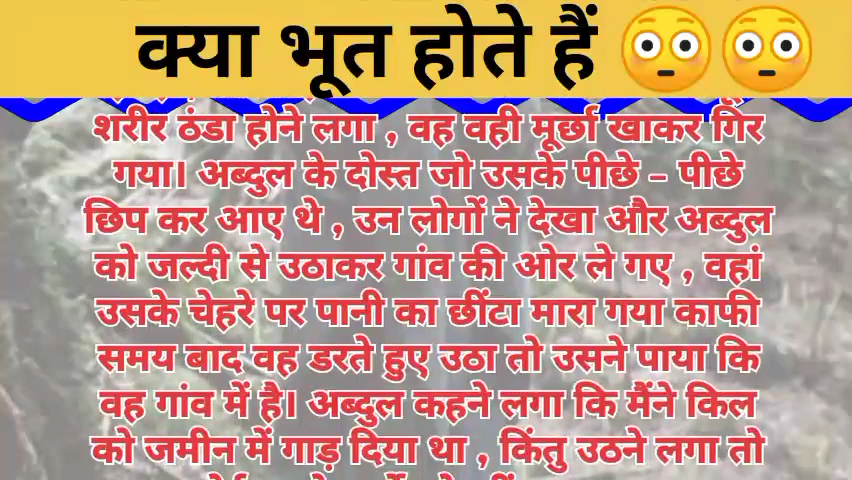 क्या भूत होते हैं 😳😳
शरीर ठंडा होने लगा , वह वही मूर्छा खाकर गिर
गया। अब्दुल के दोस्त जो उसके पीछे – पीछे
छिप कर आए थे , उन लोगों ने देखा और अब्दुल
को जल्दी से उठाकर गांव की ओर ले गए , वहां
उसके चेहरे पर पानी का छींटा मारा गया काफी
समय बाद वह डरते हुए उठा तो उसने पाया कि
वह गांव में है। अब्दुल कहने लगा कि मैंने किल
को जमीन में गाड़ दिया था , किंतु उठने लगा तो